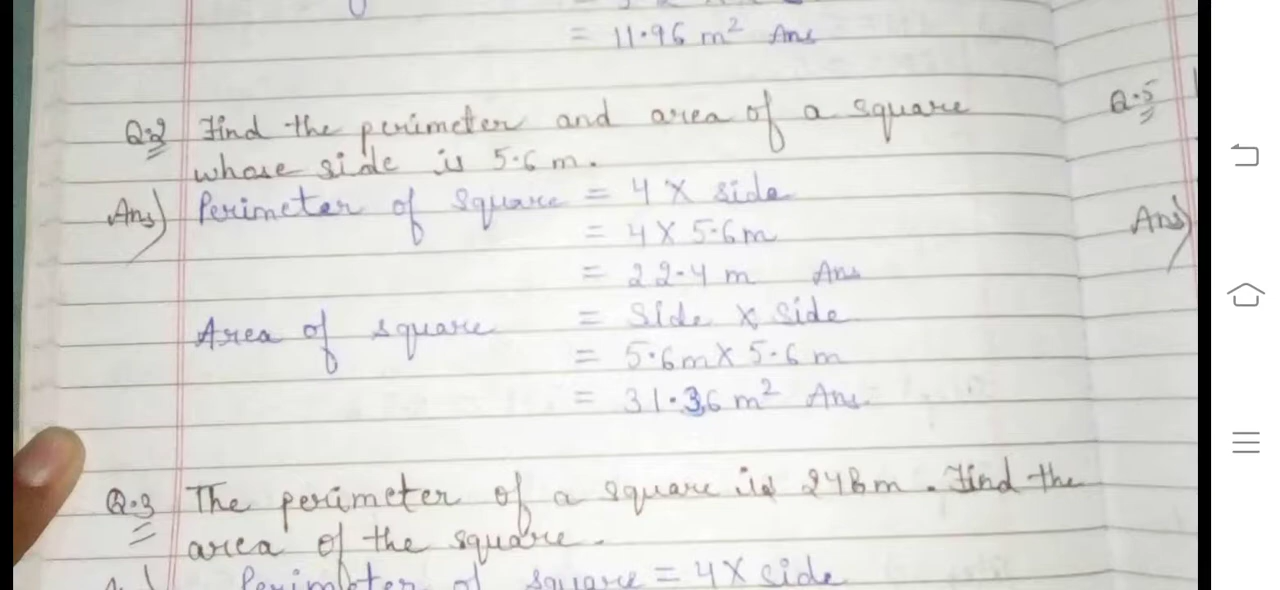 = 11.96 m² Ans
Q.2 Find the perimeter and area of a square
whose side is 5.6 m.
Ans) Perimeter of square = 4 X side
= 4 X 5.6m
= 22.4 m Ans
Area of square = Side X side
= 5.6m X 5.6 m
= 31.36 m² Ans.
Q.3 The perimeter of a square is 248m. Find the
area of the square.
Perimeter of square = 4 X side
Q.5
Ans)